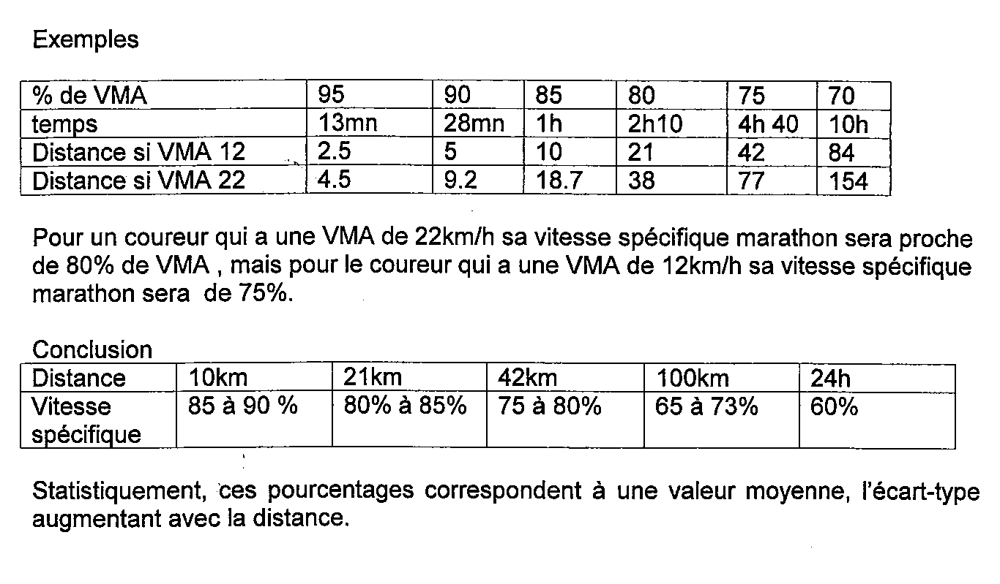 Exemples
% de VMA 95 90 85 80 75 70
temps 13mn 28mn 1h 2h10 4h 40 10h
Distance si VMA 12 2.5 5 10 21 42 84
Distance si VMA 22 4.5 9.2 18.7 38 77 154
Pour un coureur qui a une VMA de 22km/h sa vitesse spécifique marathon sera proche
de 80% de VMA , mais pour le coureur qui a une VMA de 12km/h sa vitesse spécifique
marathon sera de 75%.
Conclusion
Distance 10km 21km 42km 100km 24h
Vitesse 85 à 90 % 80% à 85% 75 à 80% 65 à 73% 60%
spécifique
Statistiquement, ces pourcentages correspondent à une valeur moyenne, l'écart-type
augmentant avec la distance.